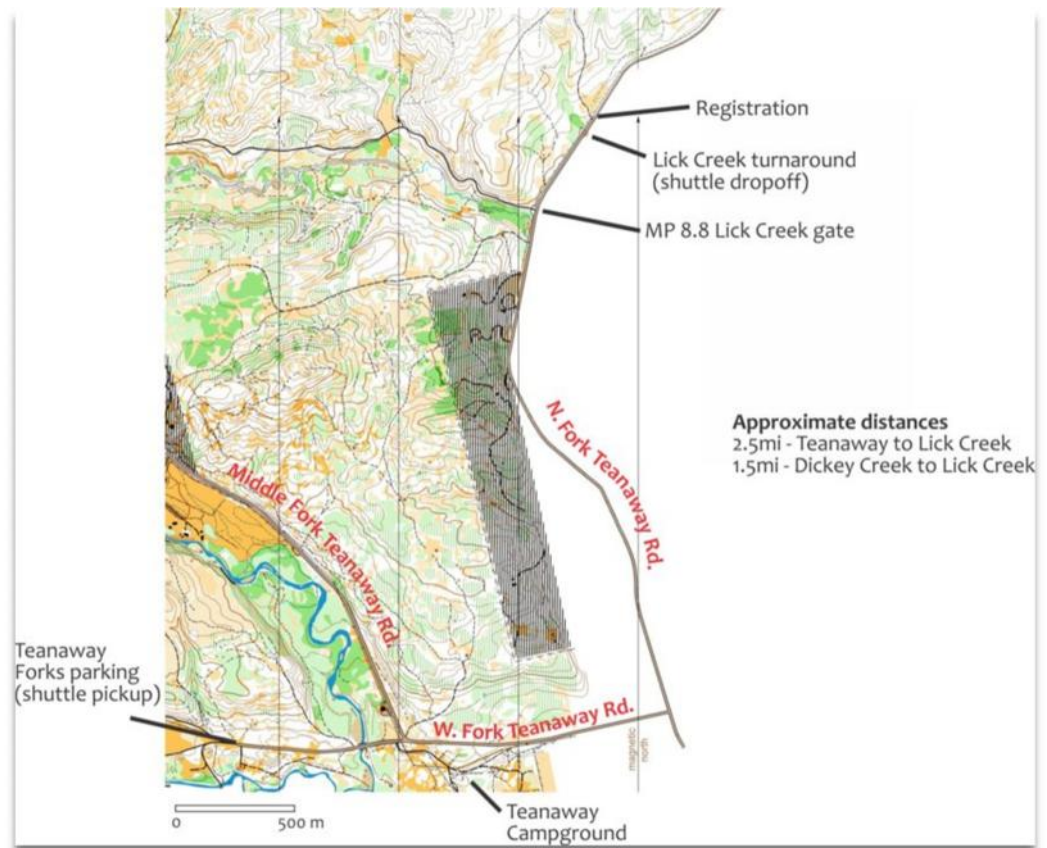 Registration
Lick Creek turnaround
(shuttle dropoff)
MP 8.8 Lick Creek gate
N. Fork Teanaway Rd.
Approximate distances
2.5mi - Teanaway to Lick Creek
1.5mi - Dickey Creek to Lick Creek
Middle Fork Teanaway Rd.
Teanaway
Forks parking
(shuttle pickup)
W. Fork Teanaway Rd.
magnetic
north
0 500 m
Teanaway
Campground